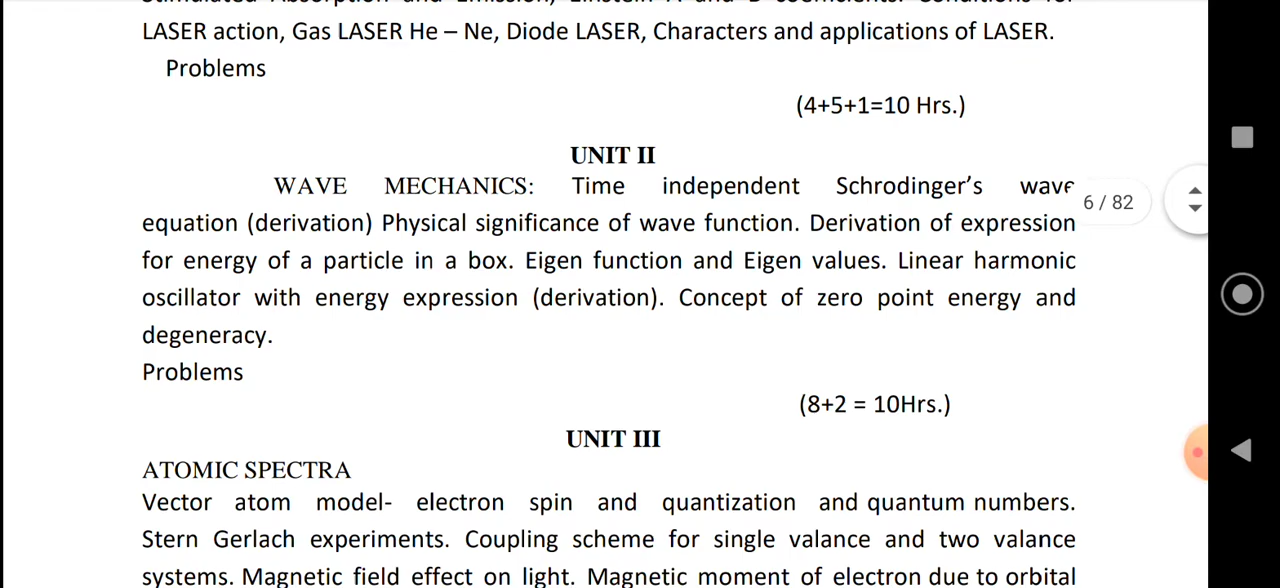 LASER action, Gas LASER He – Ne, Diode LASER, Characters and applications of LASER.
Problems
(4+5+1=10 Hrs.)
UNIT II
WAVE MECHANICS: Time independent Schrodinger's wave
6 / 82
equation (derivation) Physical significance of wave function. Derivation of expression
for energy of a particle in a box. Eigen function and Eigen values. Linear harmonic
oscillator with energy expression (derivation). Concept of zero point energy and
degeneracy.
Problems
(8+2 = 10Hrs.)
UNIT III
ATOMIC SPECTRA
Vector atom model- electron spin and quantization and quantum numbers.
Stern Gerlach experiments. Coupling scheme for single valance and two valance
systems. Magnetic field effect on light. Magnetic moment of electron due to orbital